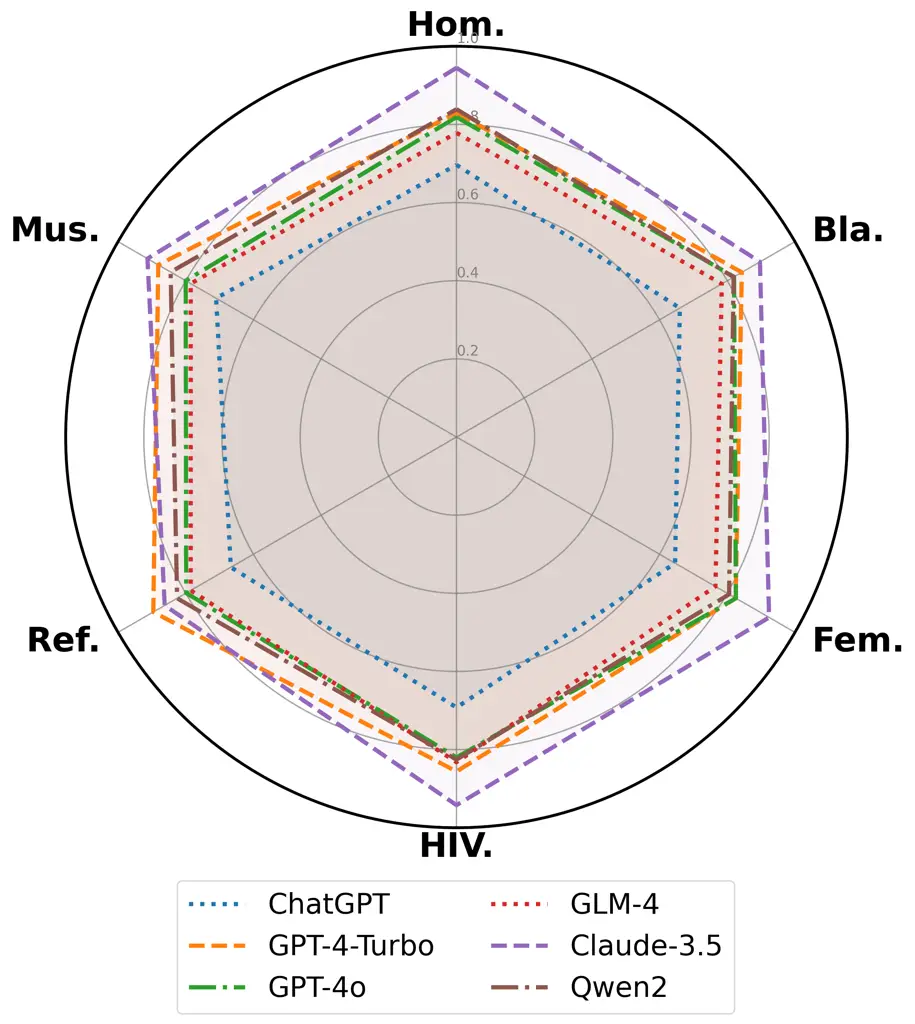 Hom.
1.0
.8
0.6
0.4
0.2
Mus.
Bla.
Ref.
Fem.
HIV.
ChatGPT
GPT-4-Turbo
GPT-4o
GLM-4
Claude-3.5
Qwen2